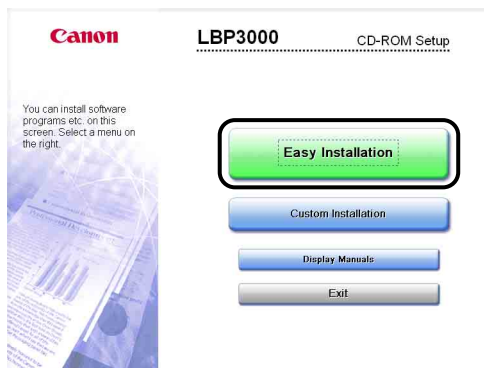 Canon
LBP3000
CD-ROM Setup
You can install software
programs etc. on this
screen. Select a menu on
the right.
Easy Installation
Custom Installation
Display Manuals
Exit